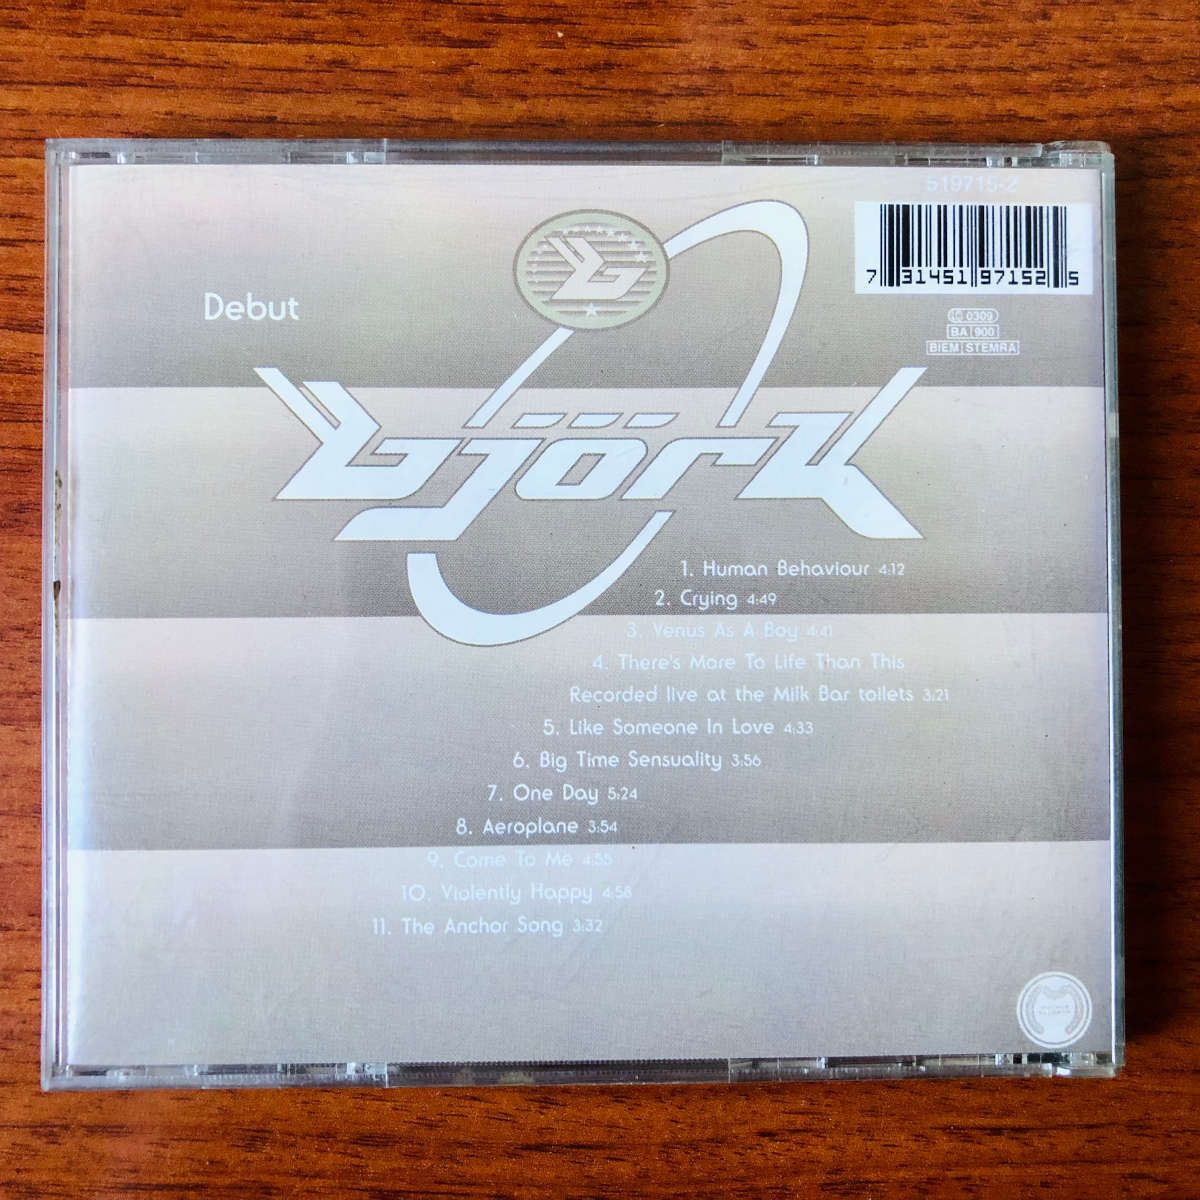 519715-2
7 31451 97152 5
LC 0309
BA 900
BIEM STEMRA
Debut
björk
1. Human Behaviour 4:12
2. Crying 4:49
3. Venus As A Boy 4:41
4. There's More To Life Than This
Recorded live at the Milk Bar toilets 3:21
5. Like Someone In Love 4:33
6. Big Time Sensuality 3:56
7. One Day 5:24
8. Aeroplane 3:54
9. Come To Me 4:55
10. Violently Happy 4:58
11. The Anchor Song 3:32